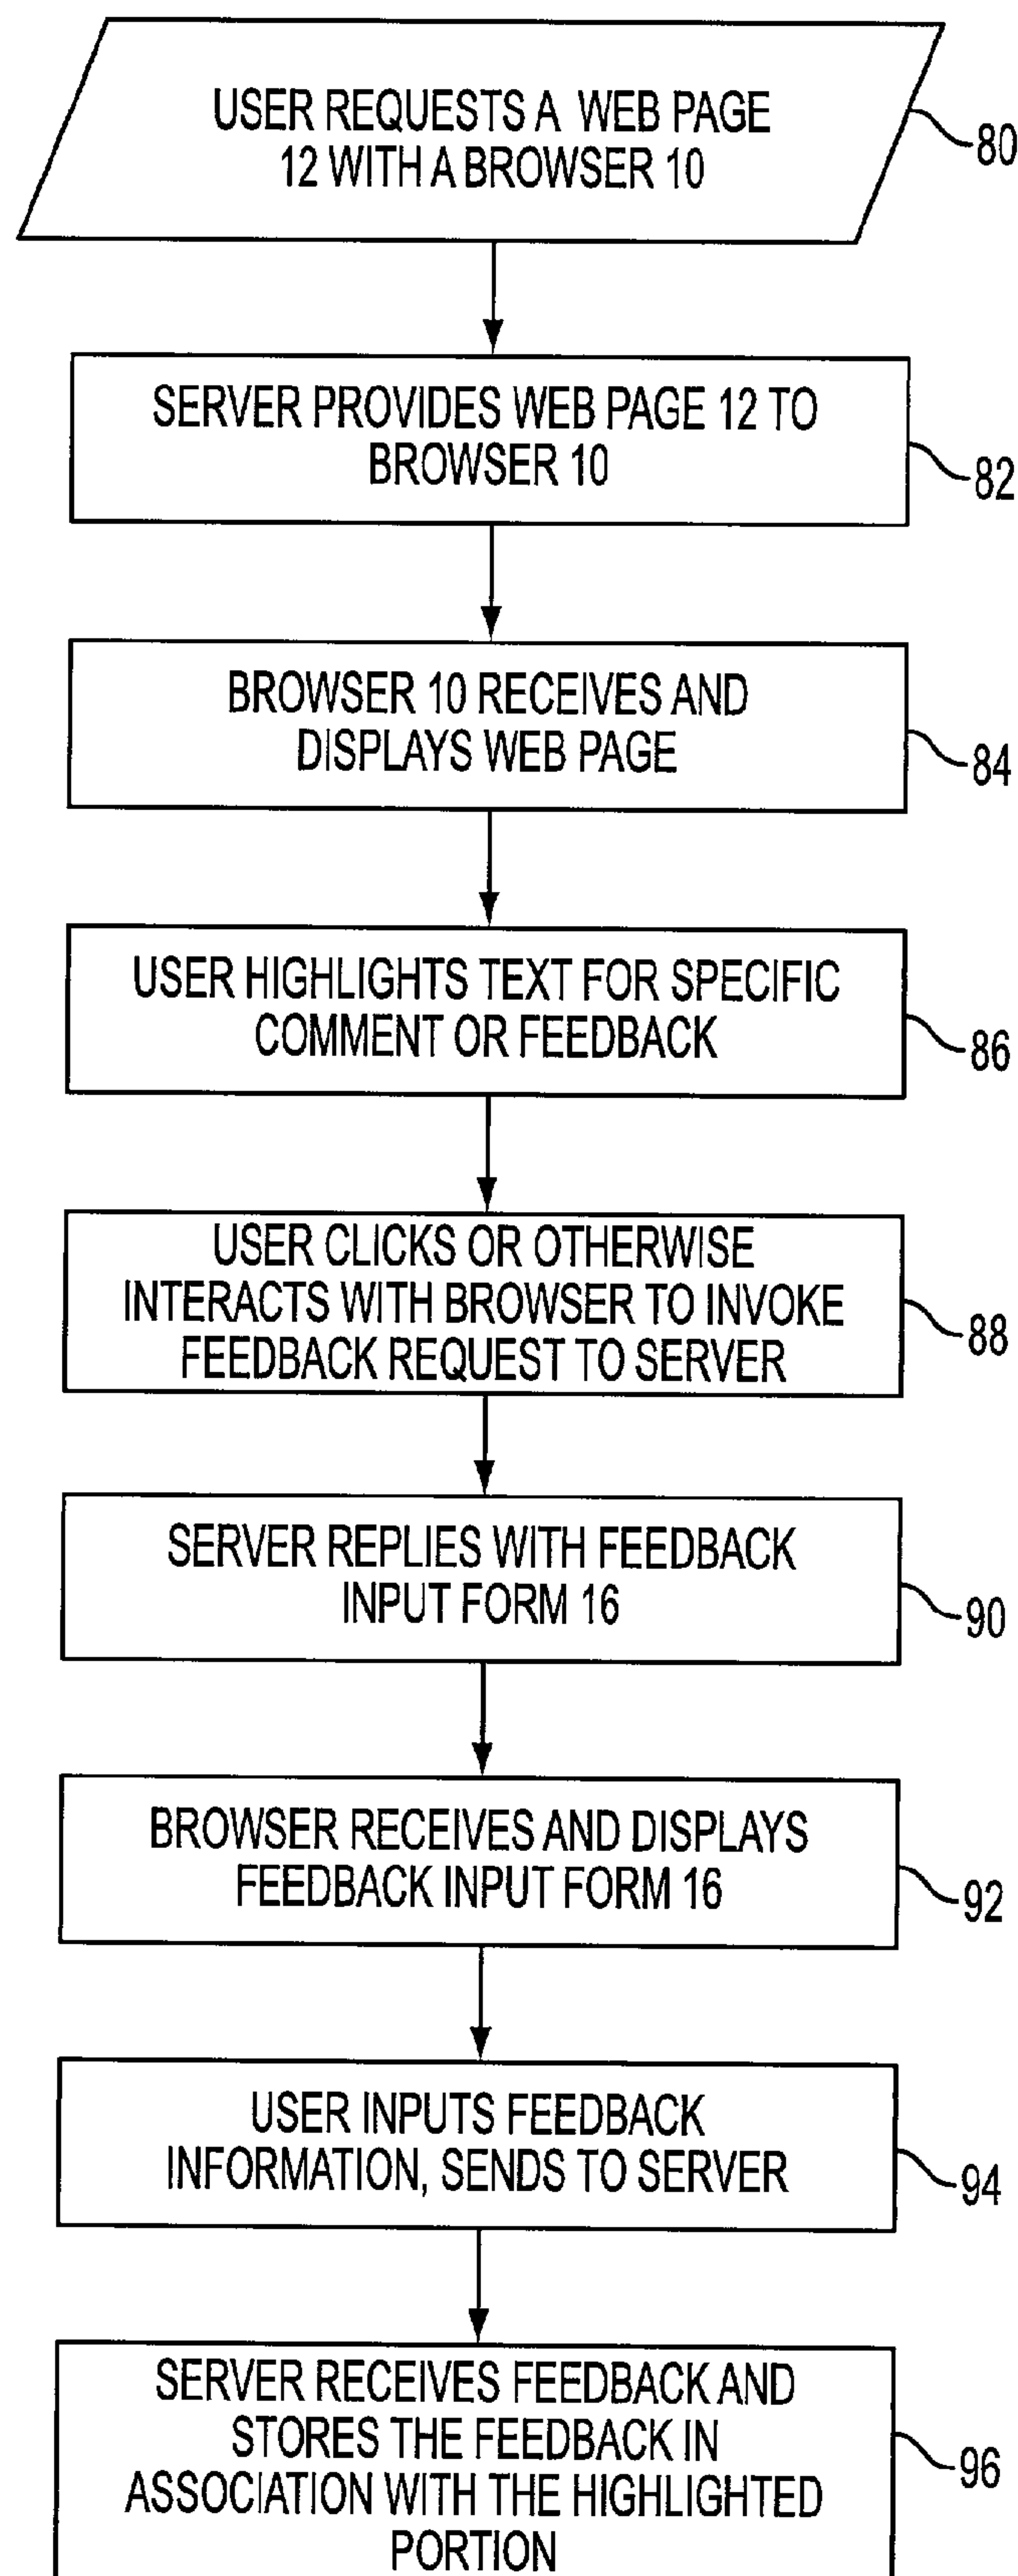 USER REQUESTS A WEB PAGE
12 WITH A BROWSER 10
80
SERVER PROVIDES WEB PAGE 12 TO
BROWSER 10
82
BROWSER 10 RECEIVES AND
DISPLAYS WEB PAGE
84
USER HIGHLIGHTS TEXT FOR SPECIFIC
COMMENT OR FEEDBACK
86
USER CLICKS OR OTHERWISE
INTERACTS WITH BROWSER TO INVOKE
FEEDBACK REQUEST TO SERVER
88
SERVER REPLIES WITH FEEDBACK
INPUT FORM 16
90
BROWSER RECEIVES AND DISPLAYS
FEEDBACK INPUT FORM 16
92
USER INPUTS FEEDBACK
INFORMATION, SENDS TO SERVER
94
SERVER RECEIVES FEEDBACK AND
STORES THE FEEDBACK IN
ASSOCIATION WITH THE HIGHLIGHTED
PORTION
96